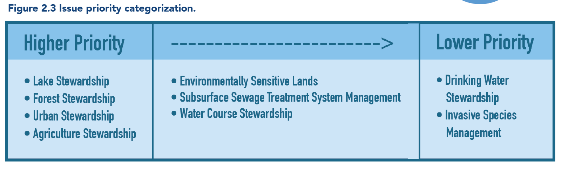 Figure 2.3 Issue priority categorization.
Higher Priority
----------------------->
Lower Priority
• Lake Stewardship
• Forest Stewardship
• Urban Stewardship
• Agriculture Stewardship
• Environmentally Sensitive Lands
• Subsurface Sewage Treatment System Management
• Water Course Stewardship
• Drinking Water
Stewardship
• Invasive Species
Management